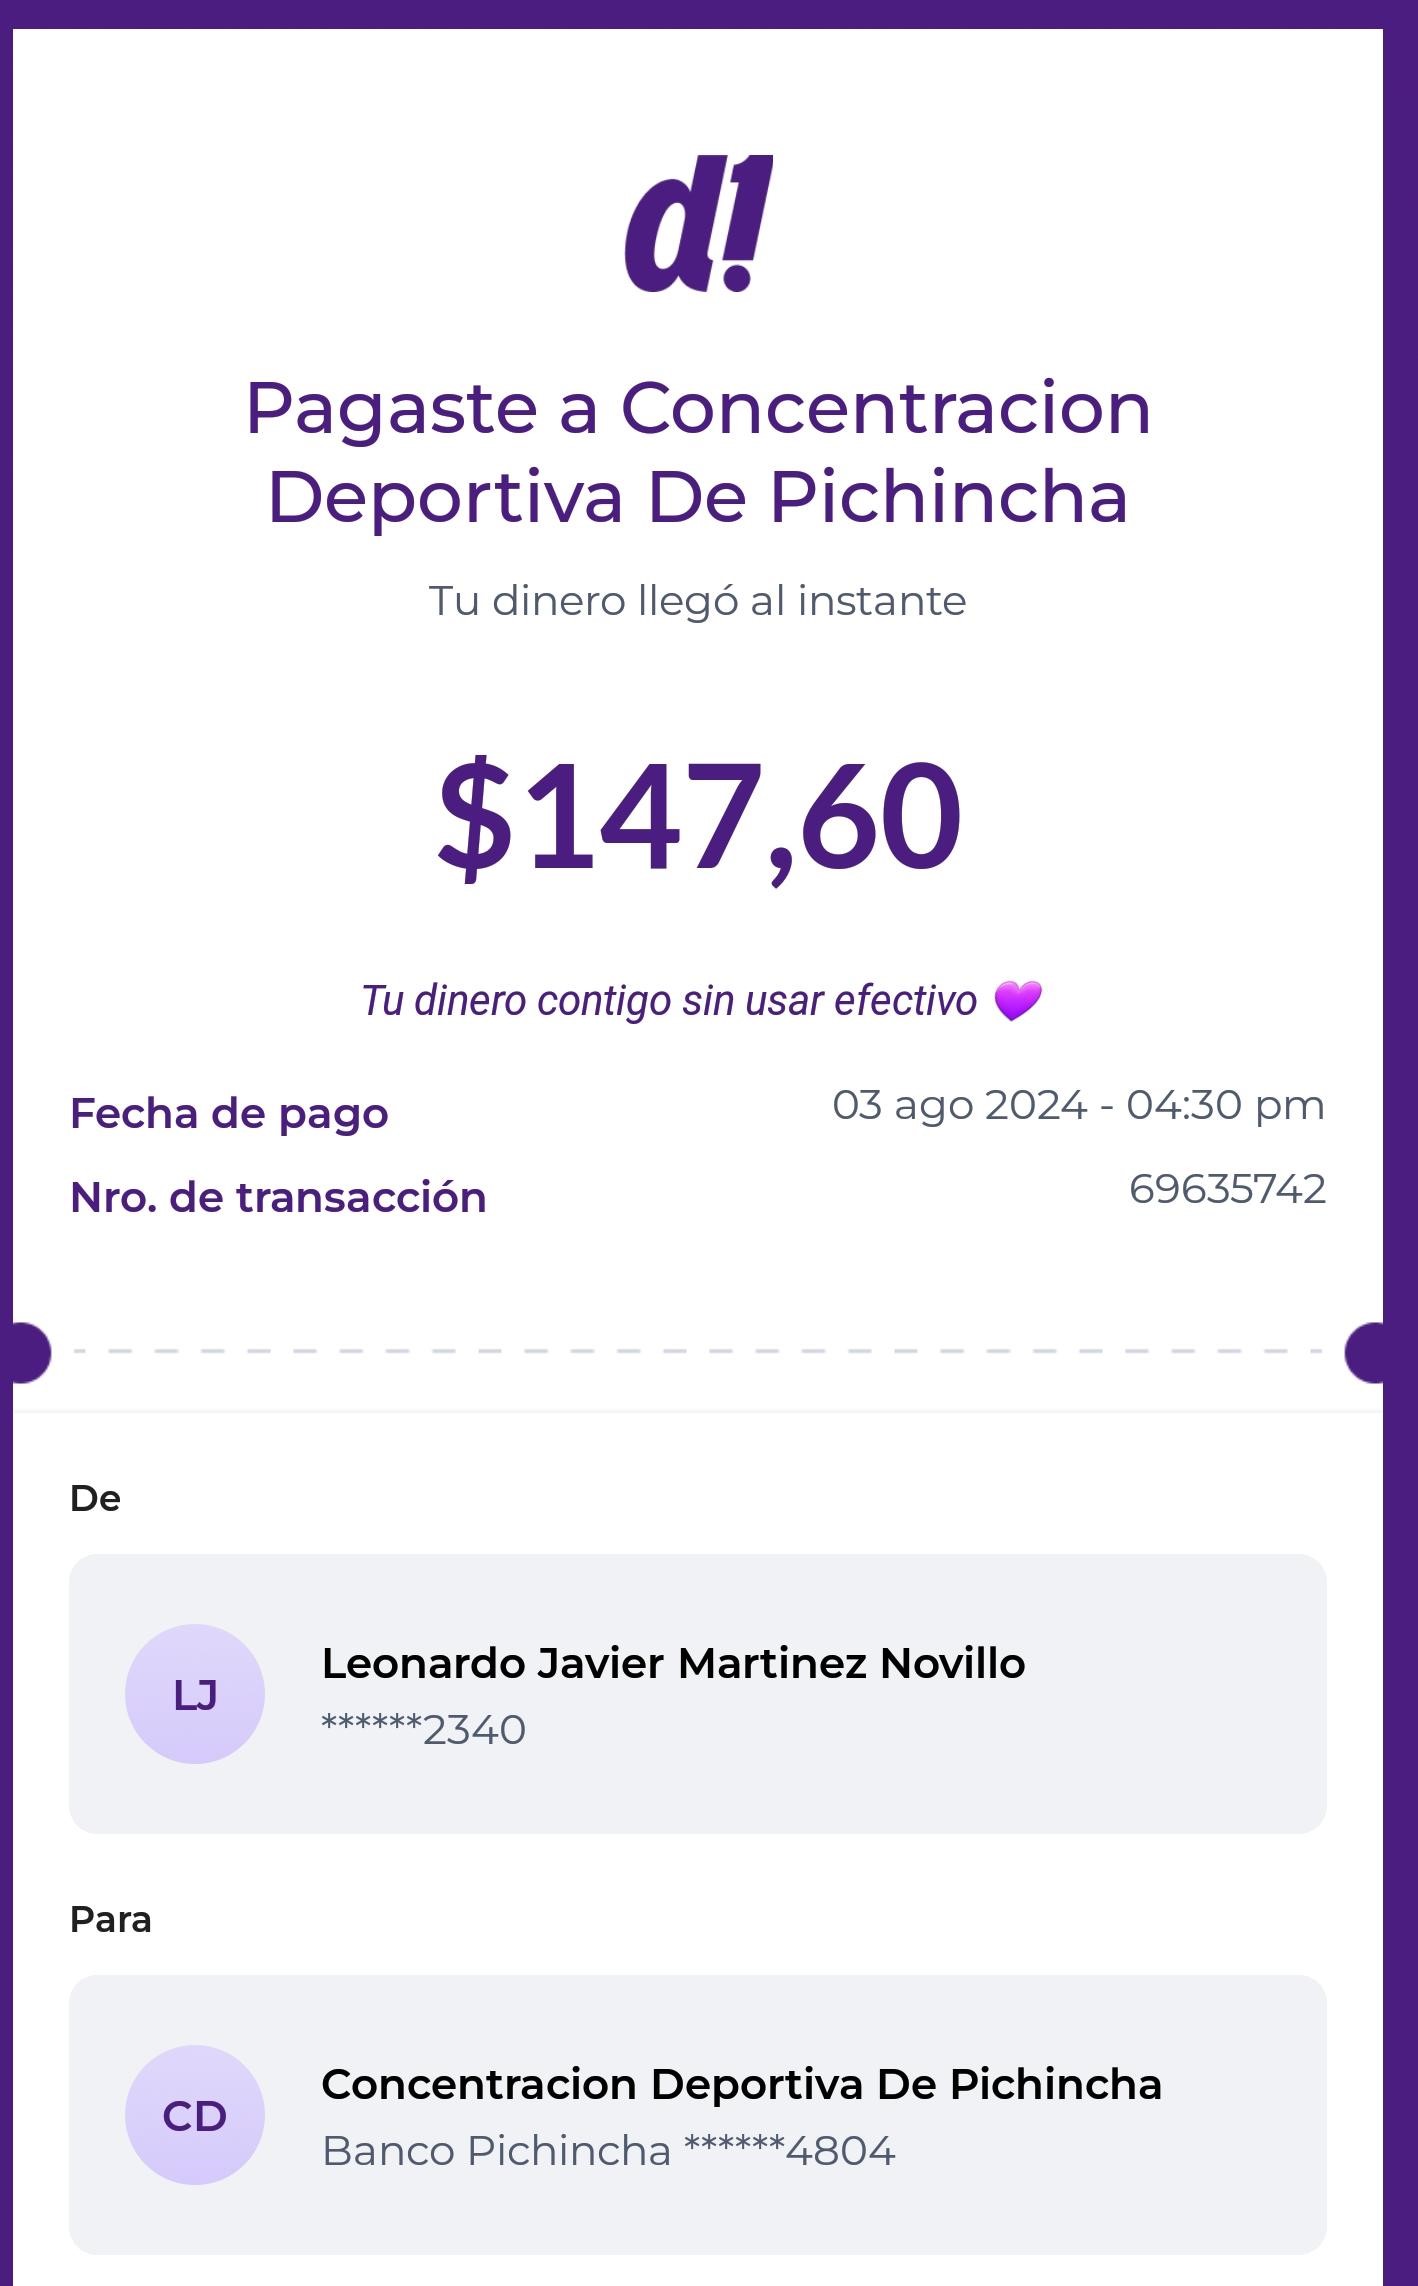 d!
Pagaste a Concentracion
Deportiva De Pichincha
Tu dinero llegó al instante
$147,60
Tu dinero contigo sin usar efectivo 💜
Fecha de pago 03 ago 2024 - 04:30 pm
Nro. de transacción 69635742
De
LJ
Leonardo Javier Martinez Novillo
******2340
Para
CD
Concentracion Deportiva De Pichincha
Banco Pichincha ******4804